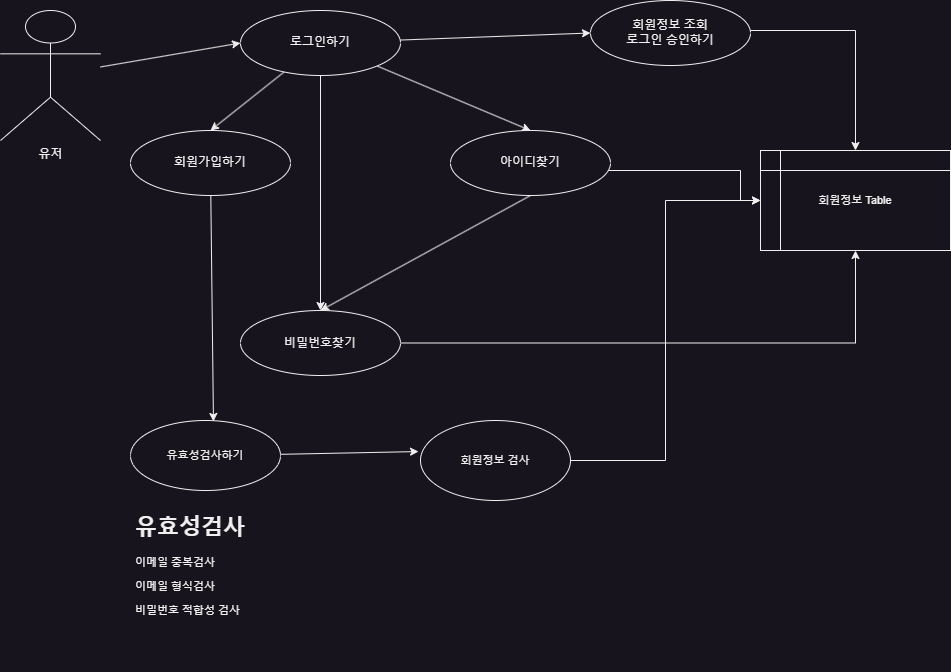 회원정보 조회
로그인 승인하기
로그인하기
유저
회원가입하기
아이디찾기
회원정보 Table
비밀번호찾기
유효성검사하기
회원정보 검사
유효성검사
이메일 중복검사
이메일 형식검사
비밀번호 적합성 검사